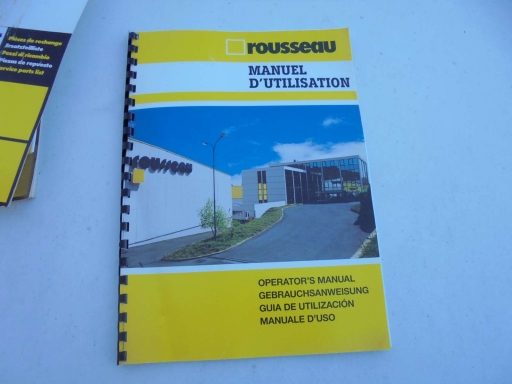 Pièces de rechange
Ersatzteilliste
Pezzi di ricambio
Piezas de repuesto
Service parts list
rousseau
MANUEL
D'UTILISATION
rousseau
OPERATOR'S MANUAL
GEBRAUCHSANWEISUNG
GUIA DE UTILIZACIÓN
MANUALE D'USO